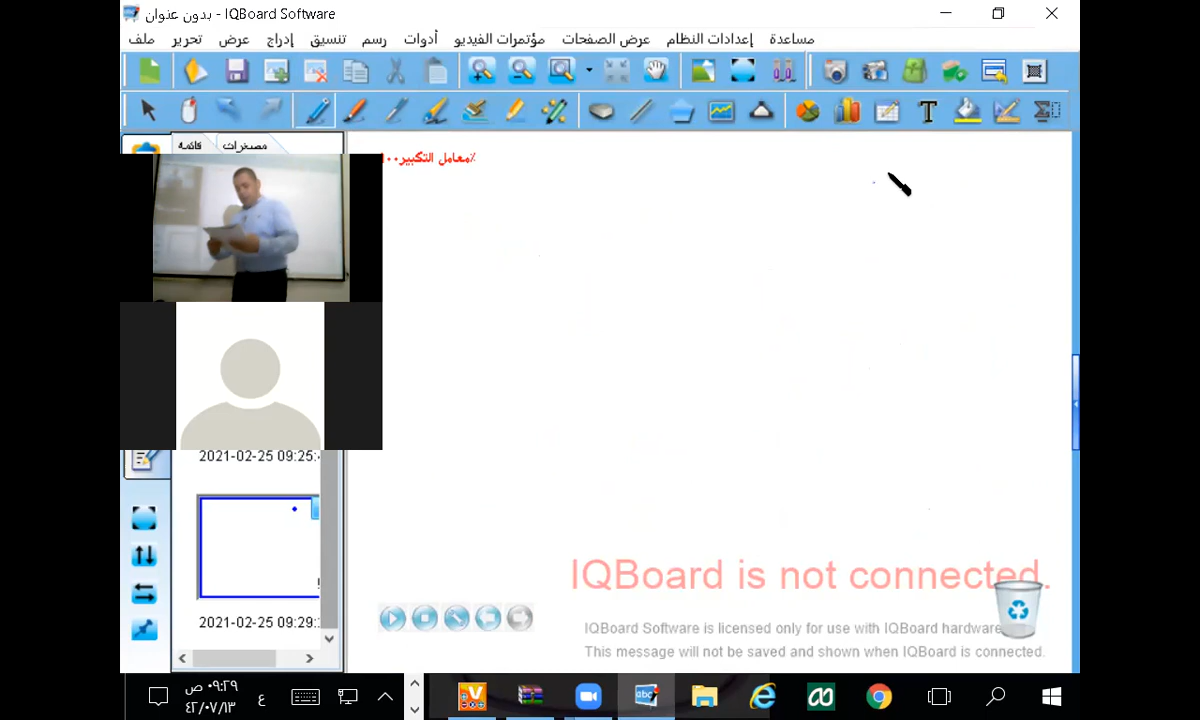 بدون عنوان - IQBoard Software
ملف تحرير عرض إدراج تنسيق رسم أدوات مؤتمرات الفيديو عرض الصفحات إعدادات النظام مساعدة
قائمة مصغرات
معامل التكبير١٠٠٪
2021-02-25 09:25:
2021-02-25 09:29:
IQBoard is not connected.
IQBoard Software is licensed only for use with IQBoard hardware
This message will not be saved and shown when IQBoard is connected.
٠٩:٢٩ ص
٤٢/٠٧/١٣
ع